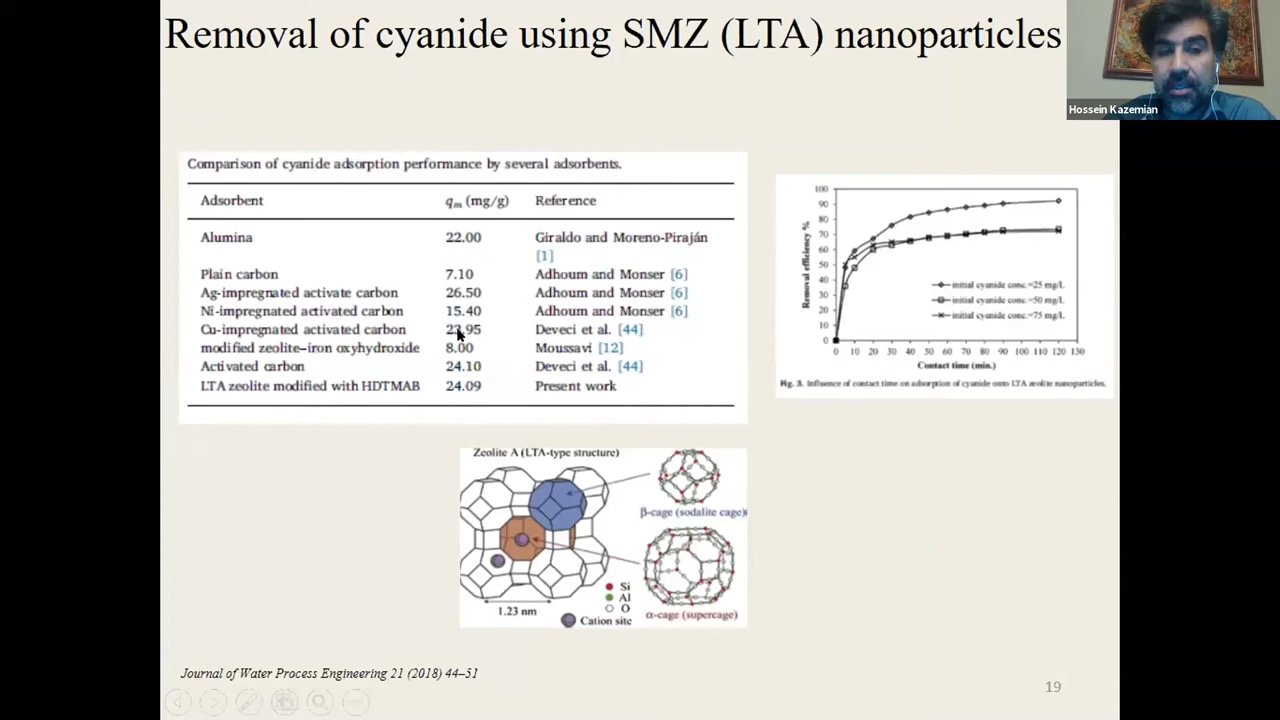 Removal of cyanide using SMZ (LTA) nanoparticles
Hossein Kazemian
Comparison of cyanide adsorption performance by several adsorbents.
Adsorbent qm (mg/g) Reference
Alumina 22.00 Giraldo and Moreno-Piraján
[1]
Plain carbon 7.10 Adhoum and Monser [6]
Ag-impregnated activate carbon 26.50 Adhoum and Monser [6]
Ni-impregnated activated carbon 15.40 Adhoum and Monser [6]
Cu-impregnated activated carbon 23.95 Deveci et al. [44]
modified zeolite-iron oxyhydroxide 8.00 Moussavi [12]
Activated carbon 24.10 Deveci et al. [44]
LTA zeolite modified with HDTMAB 24.09 Present work
Removal efficiency %
100
90
80
70
60
50
40
30
20
10
0
initial cyanide conc.=25 mg/L
initial cyanide conc.=50 mg/L
initial cyanide conc.=75 mg/L
0 10 20 30 40 50 60 70 80 90 100 110 120 130
Contact time (min.)
Fig. 3. Influence of contact time on adsorption of cyanide onto LTA zeolite nanoparticles.
Zeolite A (LTA-type structure)
β-cage (sodalite cage)
Si
Al
O
1.23 nm
Cation site
α-cage (supercage)
Journal of Water Process Engineering 21 (2018) 44–51
19